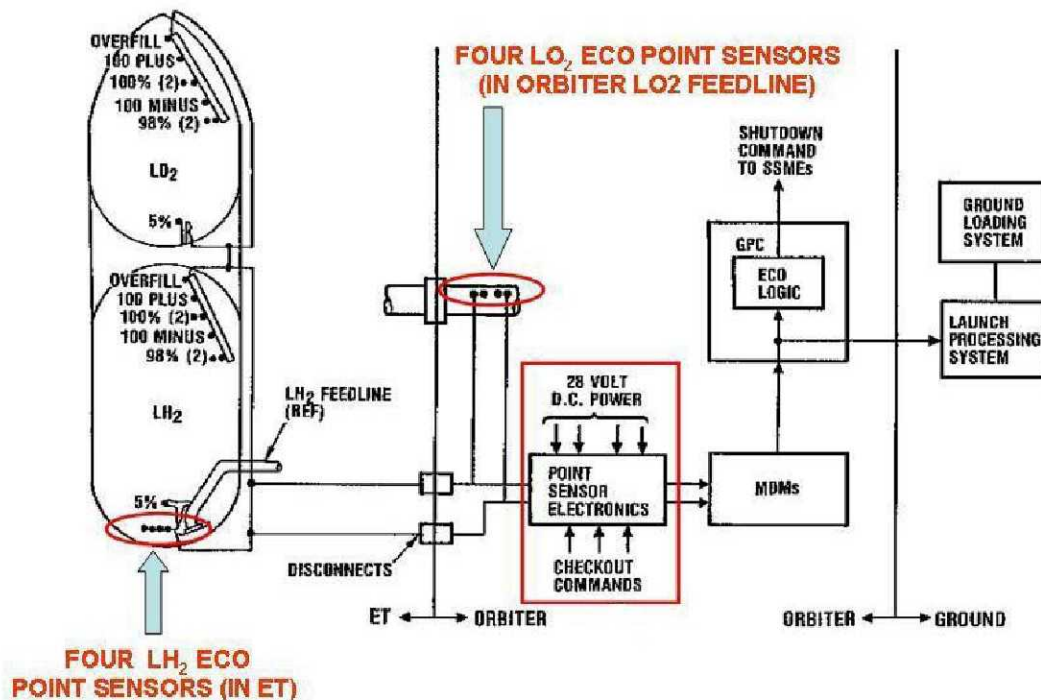 OVERFILL
100 PLUS
100% (2)
100 MINUS
98% (2)
LO₂
5%
OVERFILL
100 PLUS
100% (2)
100 MINUS
98% (2)
LH₂
LH₂ FEEDLINE
(REF)
5%
DISCONNECTS
FOUR LH₂ ECO
POINT SENSORS (IN ET)
FOUR LO₂ ECO POINT SENSORS
(IN ORBITER LO2 FEEDLINE)
28 VOLT
D.C. POWER
POINT
SENSOR
ELECTRONICS
CHECKOUT
COMMANDS
ET
ORBITER
SHUTDOWN
COMMAND
TO SSMEs
GPC
ECO
LOGIC
MDMs
GROUND
LOADING
SYSTEM
LAUNCH
PROCESSING
SYSTEM
ORBITER
GROUND